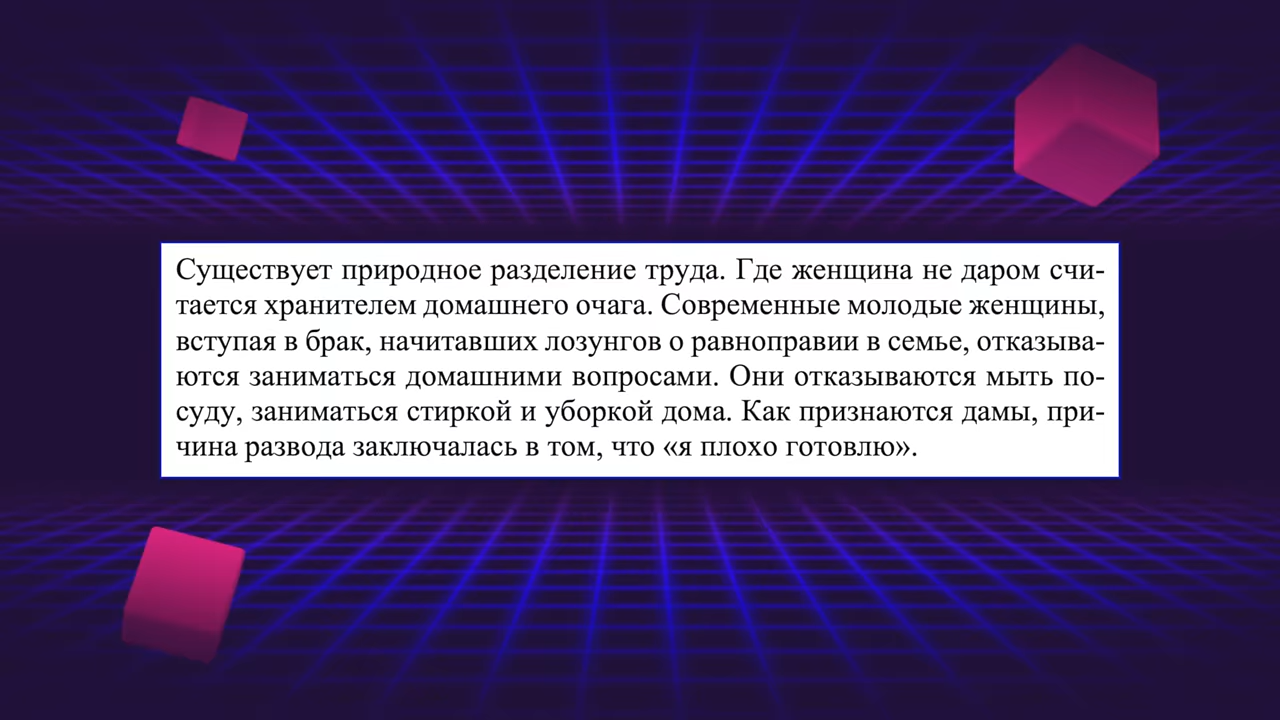 Существует природное разделение труда. Где женщина не даром счи-
тается хранителем домашнего очага. Современные молодые женщины,
вступая в брак, начитавших лозунгов о равноправии в семье, отказыва-
ются заниматься домашними вопросами. Они отказываются мыть по-
суду, заниматься стиркой и уборкой дома. Как признаются дамы, при-
чина развода заключалась в том, что «я плохо готовлю».